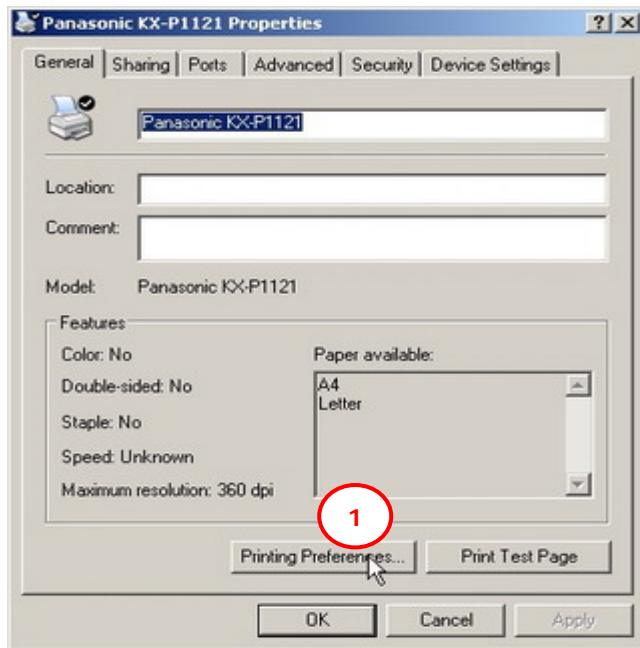 Panasonic KX-P1121 Properties
General Sharing Ports Advanced Security Device Settings
Panasonic KX-P1121
Location:
Comment:
Model: Panasonic KX-P1121
Features
Color: No
Paper available:
Double-sided: No
A4
Letter
Staple: No
Speed: Unknown
Maximum resolution: 360 dpi
1
Printing Preferences... Print Test Page
OK Cancel Apply